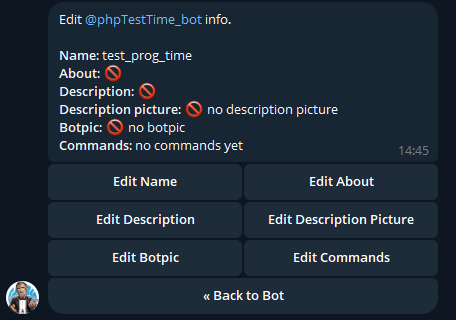 Edit @phpTestTime_bot info.
Name: test_prog_time
About: 🚫
Description: 🚫
Description picture: 🚫 no description picture
Botpic: 🚫 no botpic
Commands: no commands yet
14:45
Edit Name
Edit About
Edit Description
Edit Description Picture
Edit Botpic
Edit Commands
« Back to Bot